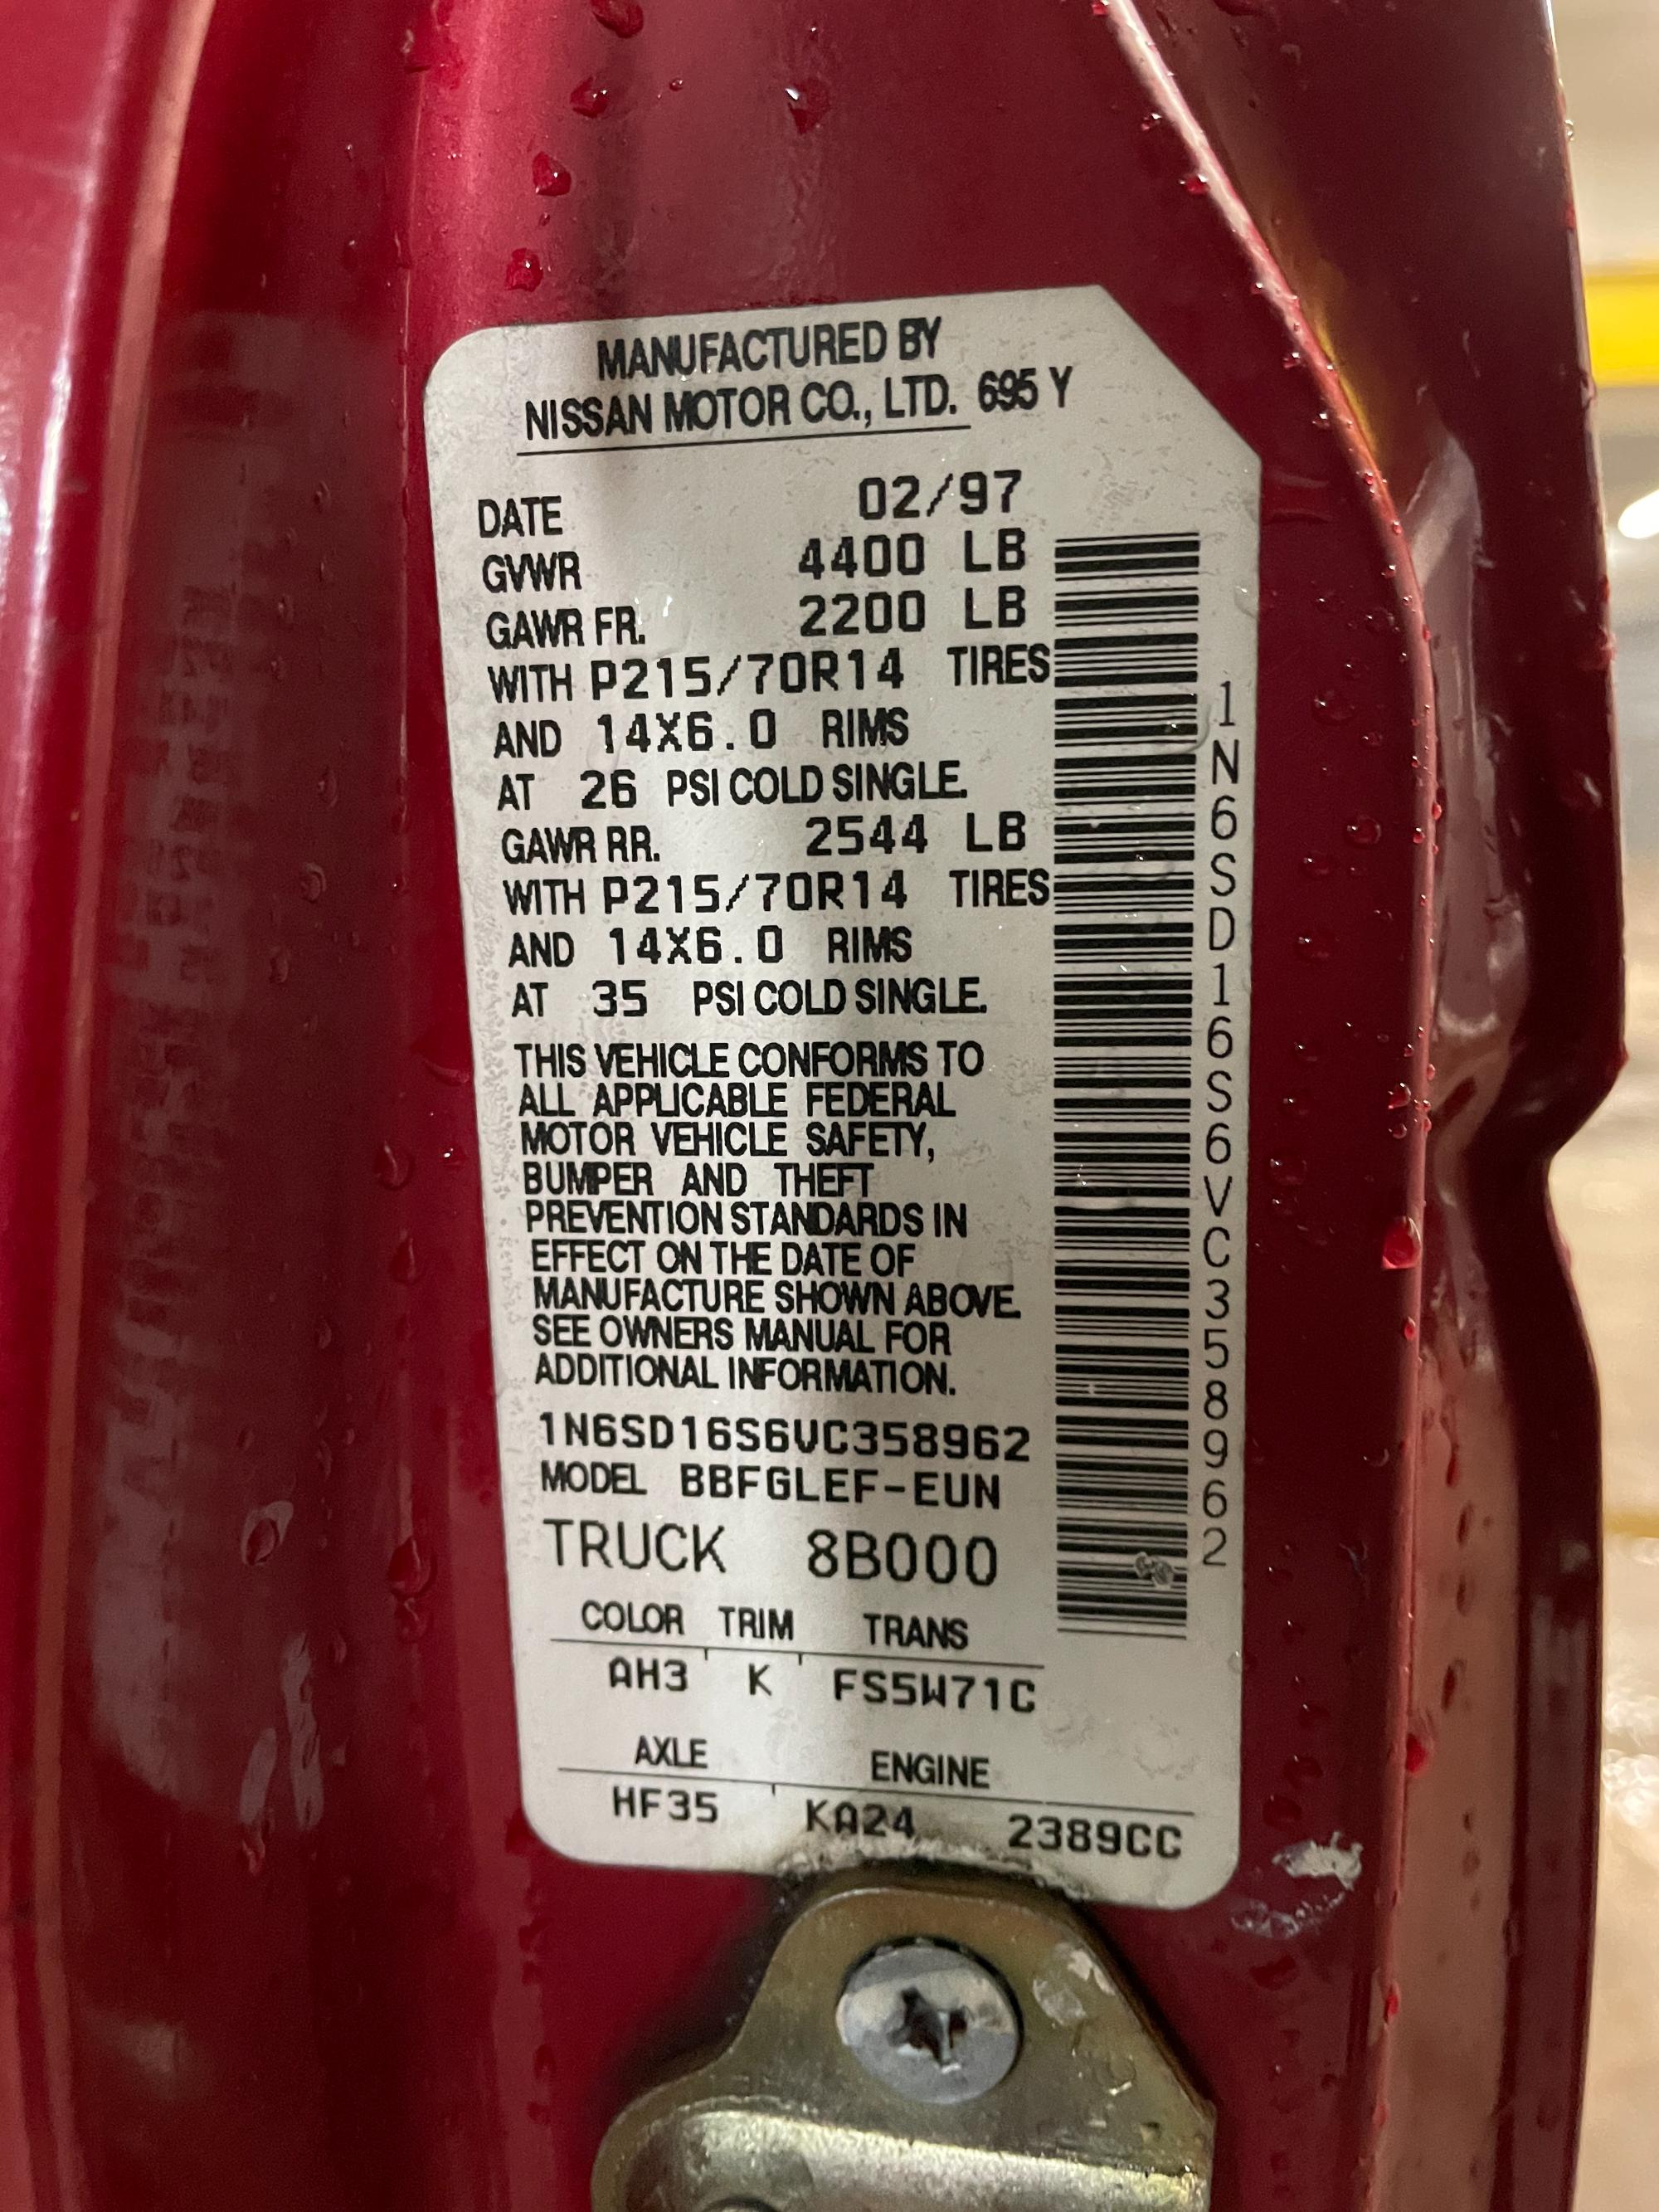 MANUFACTURED BY
NISSAN MOTOR CO., LTD. 695 Y
DATE 02/97
GVWR 4400 LB
GAWR FR. 2200 LB
WITH P215/70R14 TIRES
AND 14X6.0 RIMS
AT 26 PSI COLD SINGLE.
GAWR RR. 2544 LB
WITH P215/70R14 TIRES
AND 14X6.0 RIMS
AT 35 PSI COLD SINGLE.
THIS VEHICLE CONFORMS TO
ALL APPLICABLE FEDERAL
MOTOR VEHICLE SAFETY,
BUMPER AND THEFT
PREVENTION STANDARDS IN
EFFECT ON THE DATE OF
MANUFACTURE SHOWN ABOVE.
SEE OWNERS MANUAL FOR
ADDITIONAL INFORMATION.
1N6SD16S6VC358962
MODEL BBFGLEF-EUN
TRUCK 8B000
COLOR TRIM TRANS
AH3 K FS5W71C
AXLE ENGINE
HF35 KA24 2389CC
1N6SD16S6VC358962